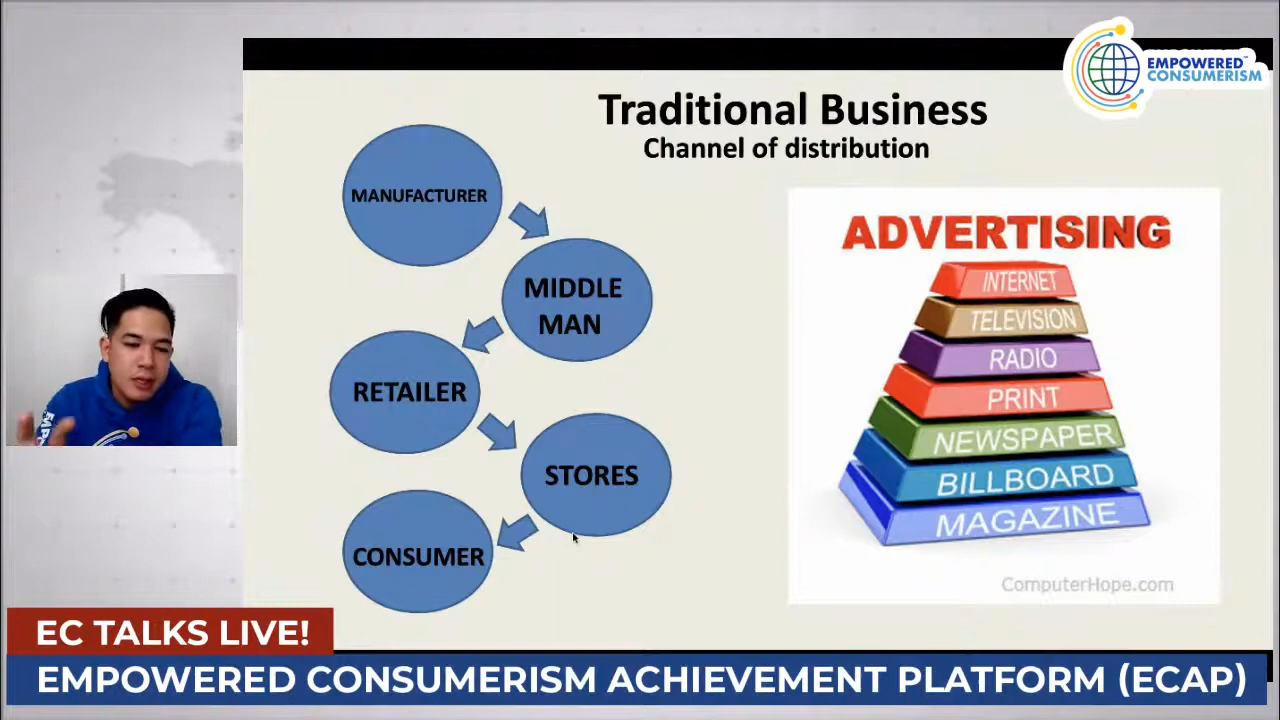 EMPOWERED™
CONSUMERISM
Traditional Business
Channel of distribution
MANUFACTURER
MIDDLE
MAN
RETAILER
STORES
CONSUMER
ADVERTISING
INTERNET
TELEVISION
RADIO
PRINT
NEWSPAPER
BILLBOARD
MAGAZINE
ComputerHope.com
EC TALKS LIVE!
EMPOWERED CONSUMERISM ACHIEVEMENT PLATFORM (ECAP)